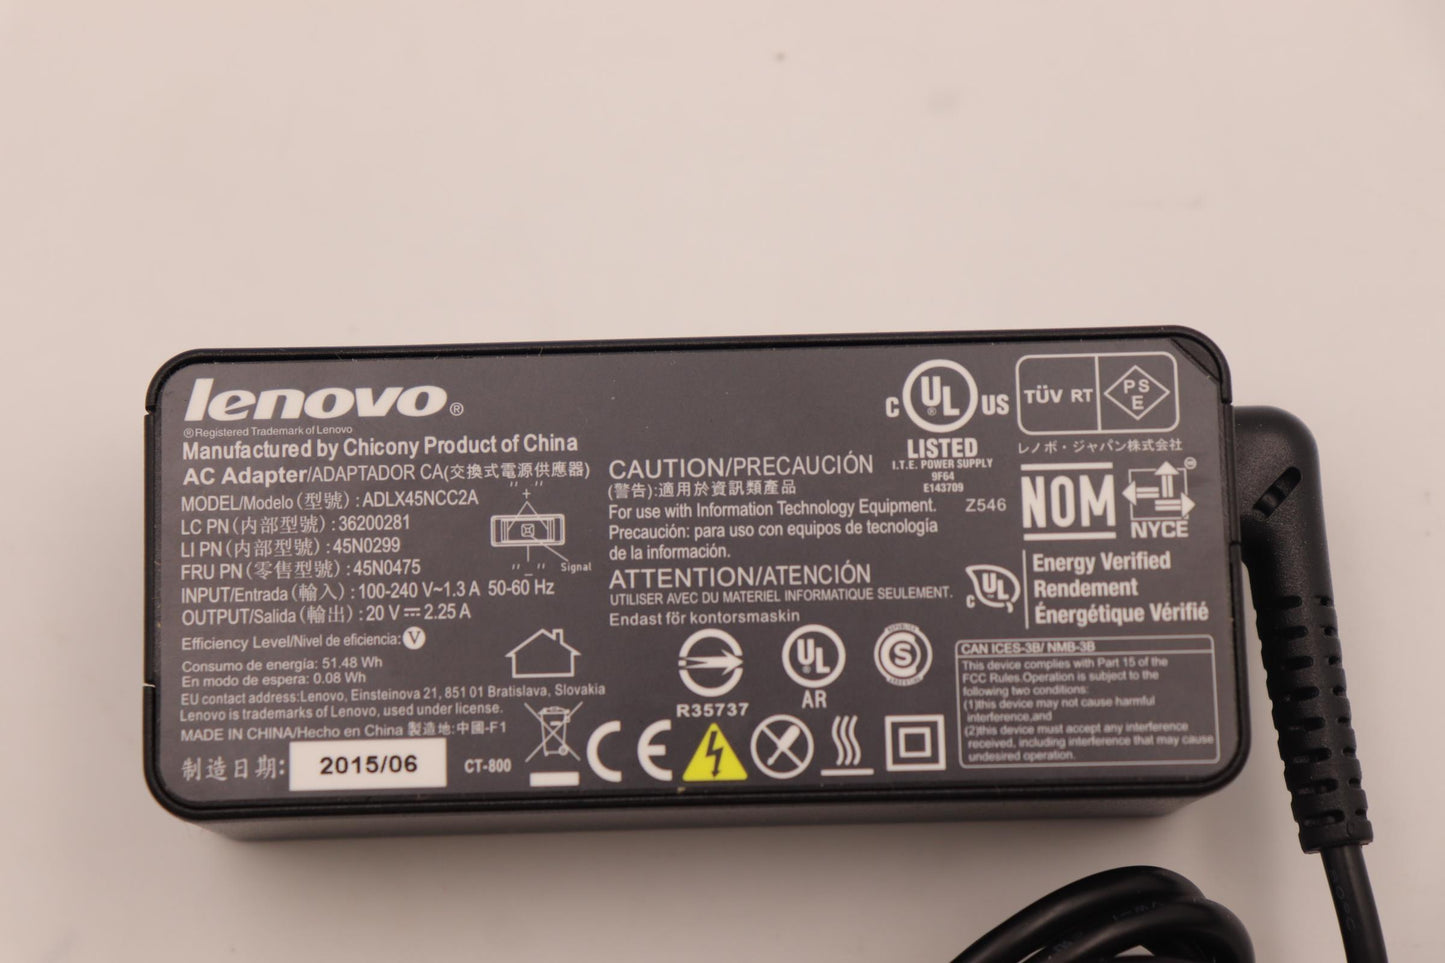 lenovo®
®Registered Trademark of Lenovo
Manufactured by Chicony Product of China
AC Adapter/ADAPTADOR CA(交換式電源供應器)
MODEL/Modelo (型號) : ADLX45NCC2A
LC PN (内部型號) : 36200281
LI PN (内部型號) : 45N0299
FRU PN (零售型號) : 45N0475
INPUT/Entrada (輸入) : 100-240 V~1.3 A 50-60 Hz
OUTPUT/Salida (輸出) : 20 V⎓2.25 A
Efficiency Level/Nivel de eficiencia: V
Consumo de energía: 51.48 Wh
En modo de espera: 0.08 Wh
EU contact address:Lenovo, Einsteinova 21, 851 01 Bratislava, Slovakia
Lenovo is trademarks of Lenovo, used under license.
MADE IN CHINA/Hecho en China 製造地:中國-F1
制造日期: 2015/06
CT-800
" + "
" _ "
Signal
CAUTION/PRECAUCIÓN
(警告):適用於資訊類產品
For use with Information Technology Equipment.
Precaución: para uso con equipos de tecnología
de la información.
ATTENTION/ATENCIÓN
UTILISER AVEC DU MATERIEL INFORMATIQUE SEULEMENT.
Endast för kontorsmaskin
R35737
UL
AR
S
CE
C UL® US
LISTED
I.T.E. POWER SUPPLY
9F64
E143709
Z546
TÜV RT
PS
E
レノボ・ジャパン株式会社
NOM
NYCE
c UL
Energy Verified
Rendement
Énergétique Vérifié
CAN ICES-3B/ NMB-3B
This device complies with Part 15 of the
FCC Rules.Operation is subject to the
following two conditions:
(1)this device may not cause harmful
interference,and
(2)this device must accept any interference
received, including interference that may cause
undesired operation.